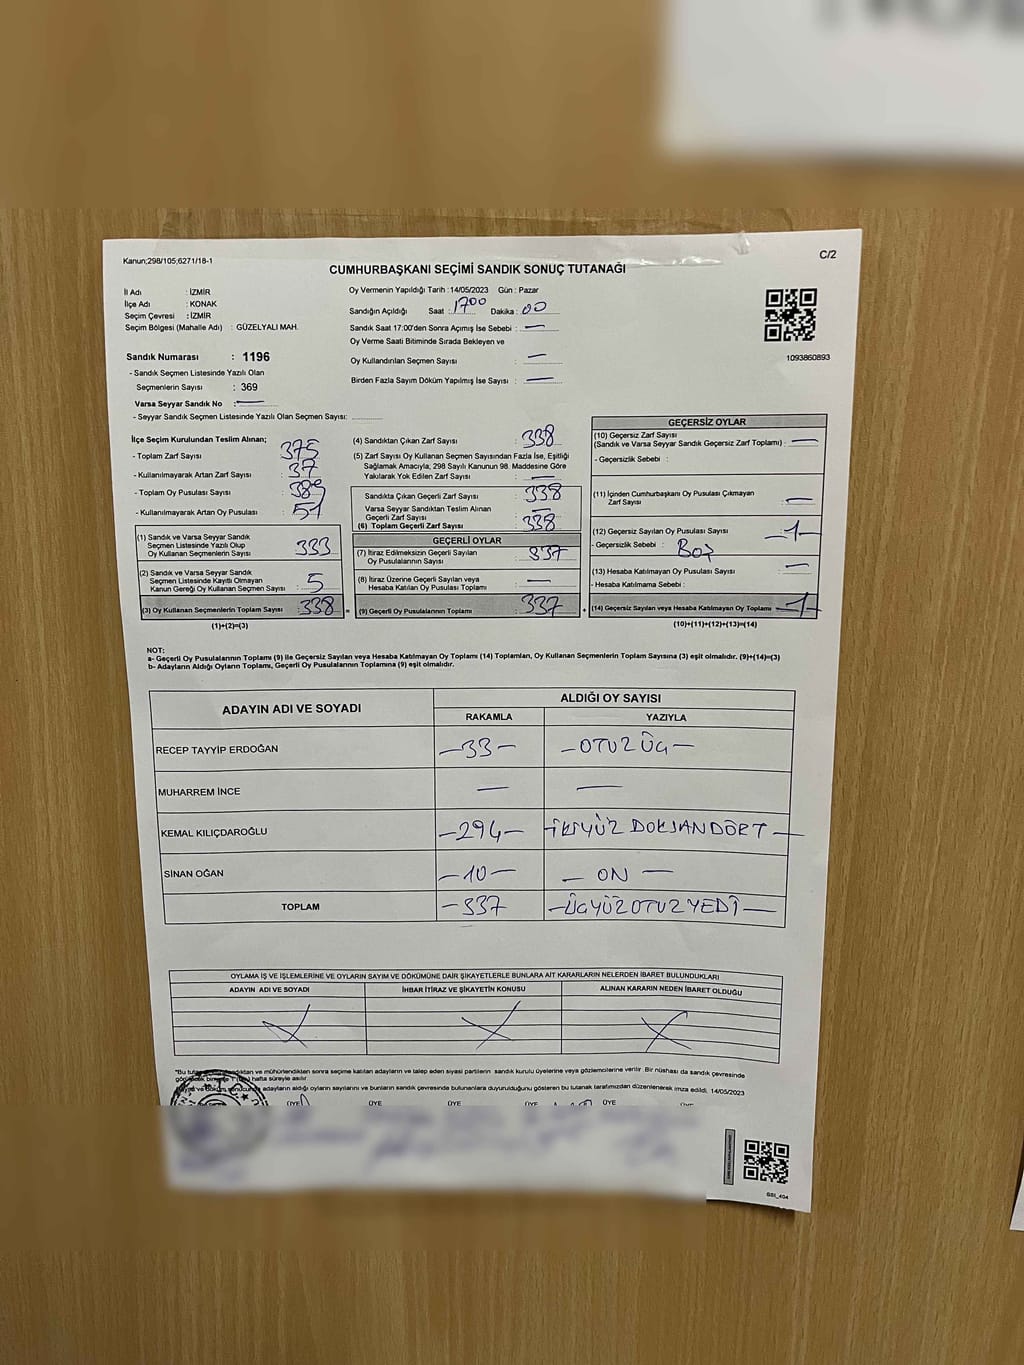 Kanun;298/105;6271/18-1
C/2
CUMHURBAŞKANI SEÇİMİ SANDIK SONUÇ TUTANAĞI
İl Adı : İZMİR
İlçe Adı : KONAK
Seçim Çevresi : İZMİR
Seçim Bölgesi (Mahalle Adı) : GÜZELYALI MAH.
Oy Vermenin Yapıldığı Tarih :14/05/2023 Gün : Pazar
Sandığın Açıldığı Saat : 1700 Dakika : 00
Sandık Saat 17:00'den Sonra Açımış İse Sebebi : —
Oy Verme Saati Bitiminde Sırada Bekleyen ve
Oy Kullandırılan Seçmen Sayısı : —
Birden Fazla Sayım Döküm Yapılmış İse Sayısı : —
1093860893
Sandık Numarası : 1196
- Sandık Seçmen Listesinde Yazılı Olan
Seçmenlerin Sayısı : 369
Varsa Seyyar Sandık No : —
- Seyyar Sandık Seçmen Listesinde Yazılı Olan Seçmen Sayısı:
İlçe Seçim Kurulundan Teslim Alınan;
- Toplam Zarf Sayısı : 375
- Kullanılmayarak Artan Zarf Sayısı : 37
- Toplam Oy Pusulası Sayısı : 389
- Kullanılmayarak Artan Oy Pusulası : 51
(1) Sandık ve Varsa Seyyar Sandık
Seçmen Listesinde Yazılı Olup
Oy Kullanan Seçmenlerin Sayısı : 333
(2) Sandık ve Varsa Seyyar Sandık
Seçmen Listesinde Kayıtlı Olmayan
Kanun Gereği Oy Kullanan Seçmen Sayısı : 5
(3) Oy Kullanan Seçmenlerin Toplam Sayısı : 338
(1)+(2)=(3)
(4) Sandıktan Çıkan Zarf Sayısı : 338
(5) Zarf Sayısı Oy Kullanan Seçmen Sayısından Fazla İse, Eşitliği
Sağlamak Amacıyla; 298 Sayılı Kanunun 98. Maddesine Göre
Yakılarak Yok Edilen Zarf Sayısı : —
Sandıkta Çıkan Geçerli Zarf Sayısı : 338
Varsa Seyyar Sandıktan Teslim Alınan
Geçerli Zarf Sayısı : —
(6) Toplam Geçerli Zarf Sayısı : 338
GEÇERLİ OYLAR
(7) İtiraz Edilmeksizin Geçerli Sayılan
Oy Pusulalarının Sayısı : 337
(8) İtiraz Üzerine Geçerli Sayılan veya
Hesaba Katılan Oy Pusulası Toplamı : —
= (9) Geçerli Oy Pusulalarının Toplamı : 337
GEÇERSİZ OYLAR
(10) Geçersiz Zarf Sayısı
(Sandık ve Varsa Seyyar Sandık Geçersiz Zarf Toplamı) : —
- Geçersizlik Sebebi :
(11) İçinden Cumhurbaşkanı Oy Pusulası Çıkmayan
Zarf Sayısı : —
(12) Geçersiz Sayılan Oy Pusulası Sayısı : —1—
- Geçersizlik Sebebi : BOŞ
(13) Hesaba Katılmayan Oy Pusulası Sayısı : —
- Hesaba Katılmama Sebebi :
+ (14) Geçersiz Sayılan veya Hesaba Katılmayan Oy Toplamı : —1—
(10)+(11)+(12)+(13)=(14)
NOT:
a- Geçerli Oy Pusulalarının Toplamı (9) ile Geçersiz Sayılan veya Hesaba Katılmayan Oy Toplamı (14) Toplamları, Oy Kullanan Seçmenlerin Toplam Sayısına (3) eşit olmalıdır. (9)+(14)=(3)
b- Adayların Aldığı Oyların Toplamı, Geçerli Oy Pusulalarının Toplamına (9) eşit olmalıdır.
ADAYIN ADI VE SOYADI
ALDIĞI OY SAYISI
RAKAMLA YAZIYLA
RECEP TAYYİP ERDOĞAN —33— —OTUZ ÜÇ—
MUHARREM İNCE — —
KEMAL KILIÇDAROĞLU —294— —İKİYÜZ DOKSAN DÖRT—
SİNAN OĞAN —10— — ON —
TOPLAM —337 —ÜÇYÜZ OTUZ YEDİ—
OYLAMA İŞ VE İŞLEMLERİNE VE OYLARIN SAYIM VE DÖKÜMÜNE DAİR ŞİKAYETLERLE BUNLARA AİT KARARLARIN NELERDEN İBARET BULUNDUKLARI
ADAYIN ADI VE SOYADI İHBAR İTİRAZ VE ŞİKAYETİN KONUSU ALINAN KARARIN NEDEN İBARET OLDUĞU
ve mühürlendikten sonra seçime katılan adayların ve talep eden siyasi partilerin sandık kurulu üyelerine veya gözlemcilerine verilir. Bir nüshası da sandık çevresinde
hafta süreyle asılır
adayların aldığı oyların sayılarını ve bunların sandık çevresinde bulunanlara duyurulduğunu gösteren bu tutanak tarafımızdan düzenlenerek imza edildi. 14/05/2023
ÜYE ÜYE ÜYE ÜYE ÜYE ÜYE